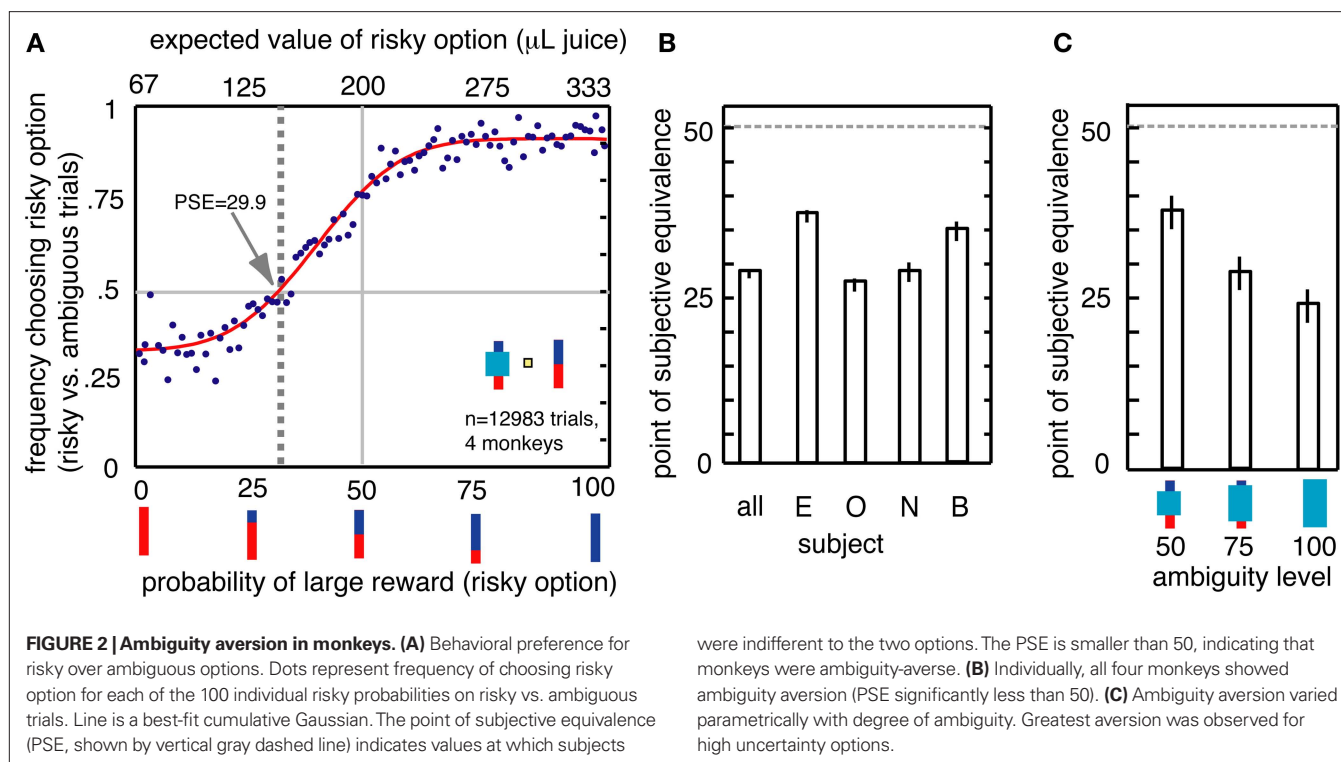 A
expected value of risky option (μL juice)
67 125 200 275 333
frequency choosing risky option
(risky vs. ambiguous trials)
1
.75
.5
.25
0
PSE=29.9
n=12983 trials,
4 monkeys
0 25 50 75 100
probability of large reward (risky option)
B
point of subjective equivalence
50
25
0
all E O N B
subject
C
point of subjective equivalence
50
25
0
50 75 100
ambiguity level
FIGURE 2 | Ambiguity aversion in monkeys. (A) Behavioral preference for
risky over ambiguous options. Dots represent frequency of choosing risky
option for each of the 100 individual risky probabilities on risky vs. ambiguous
trials. Line is a best-fit cumulative Gaussian. The point of subjective equivalence
(PSE, shown by vertical gray dashed line) indicates values at which subjects
were indifferent to the two options. The PSE is smaller than 50, indicating that
monkeys were ambiguity-averse. (B) Individually, all four monkeys showed
ambiguity aversion (PSE significantly less than 50). (C) Ambiguity aversion varied
parametrically with degree of ambiguity. Greatest aversion was observed for
high uncertainty options.